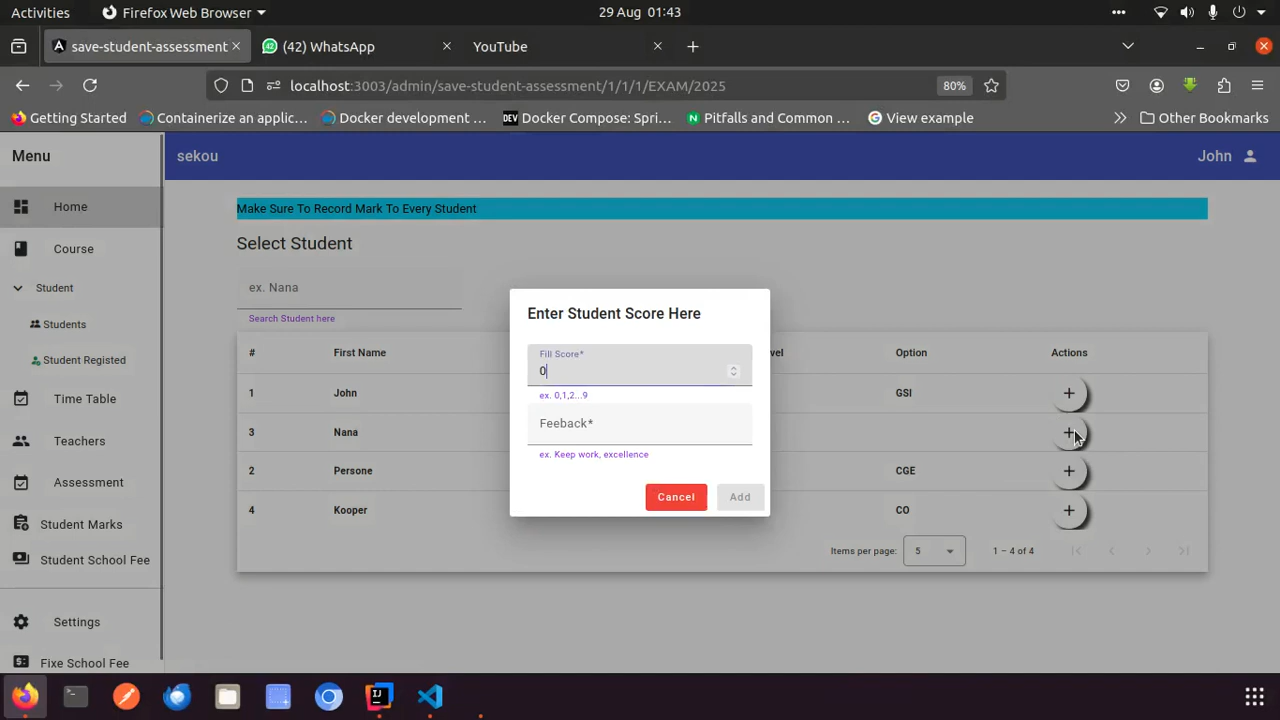 Activities
Firefox Web Browser
29 Aug 01:43
save-student-assessment
(42) WhatsApp
YouTube
localhost:3003/admin/save-student-assessment/1/1/1/EXAM/2025
80%
Getting Started
Containerize an applic...
Docker development ...
DEV
Docker Compose: Spri...
Pitfalls and Common ...
View example
Other Bookmarks
Menu
sekou
John
Home
Course
Student
Students
Student Registed
Time Table
Teachers
Assessment
Student Marks
Student School Fee
Settings
Fixe School Fee
Make Sure To Record Mark To Every Student
Select Student
ex. Nana
Search Student here
# First Name vel Option Actions
1 John GSI
3 Nana
2 Persone CGE
4 Kooper CO
Items per page: 5 1 – 4 of 4
Enter Student Score Here
Fill Score*
0
ex. 0,1,2...9
Feeback*
ex. Keep work, excellence
Cancel
Add